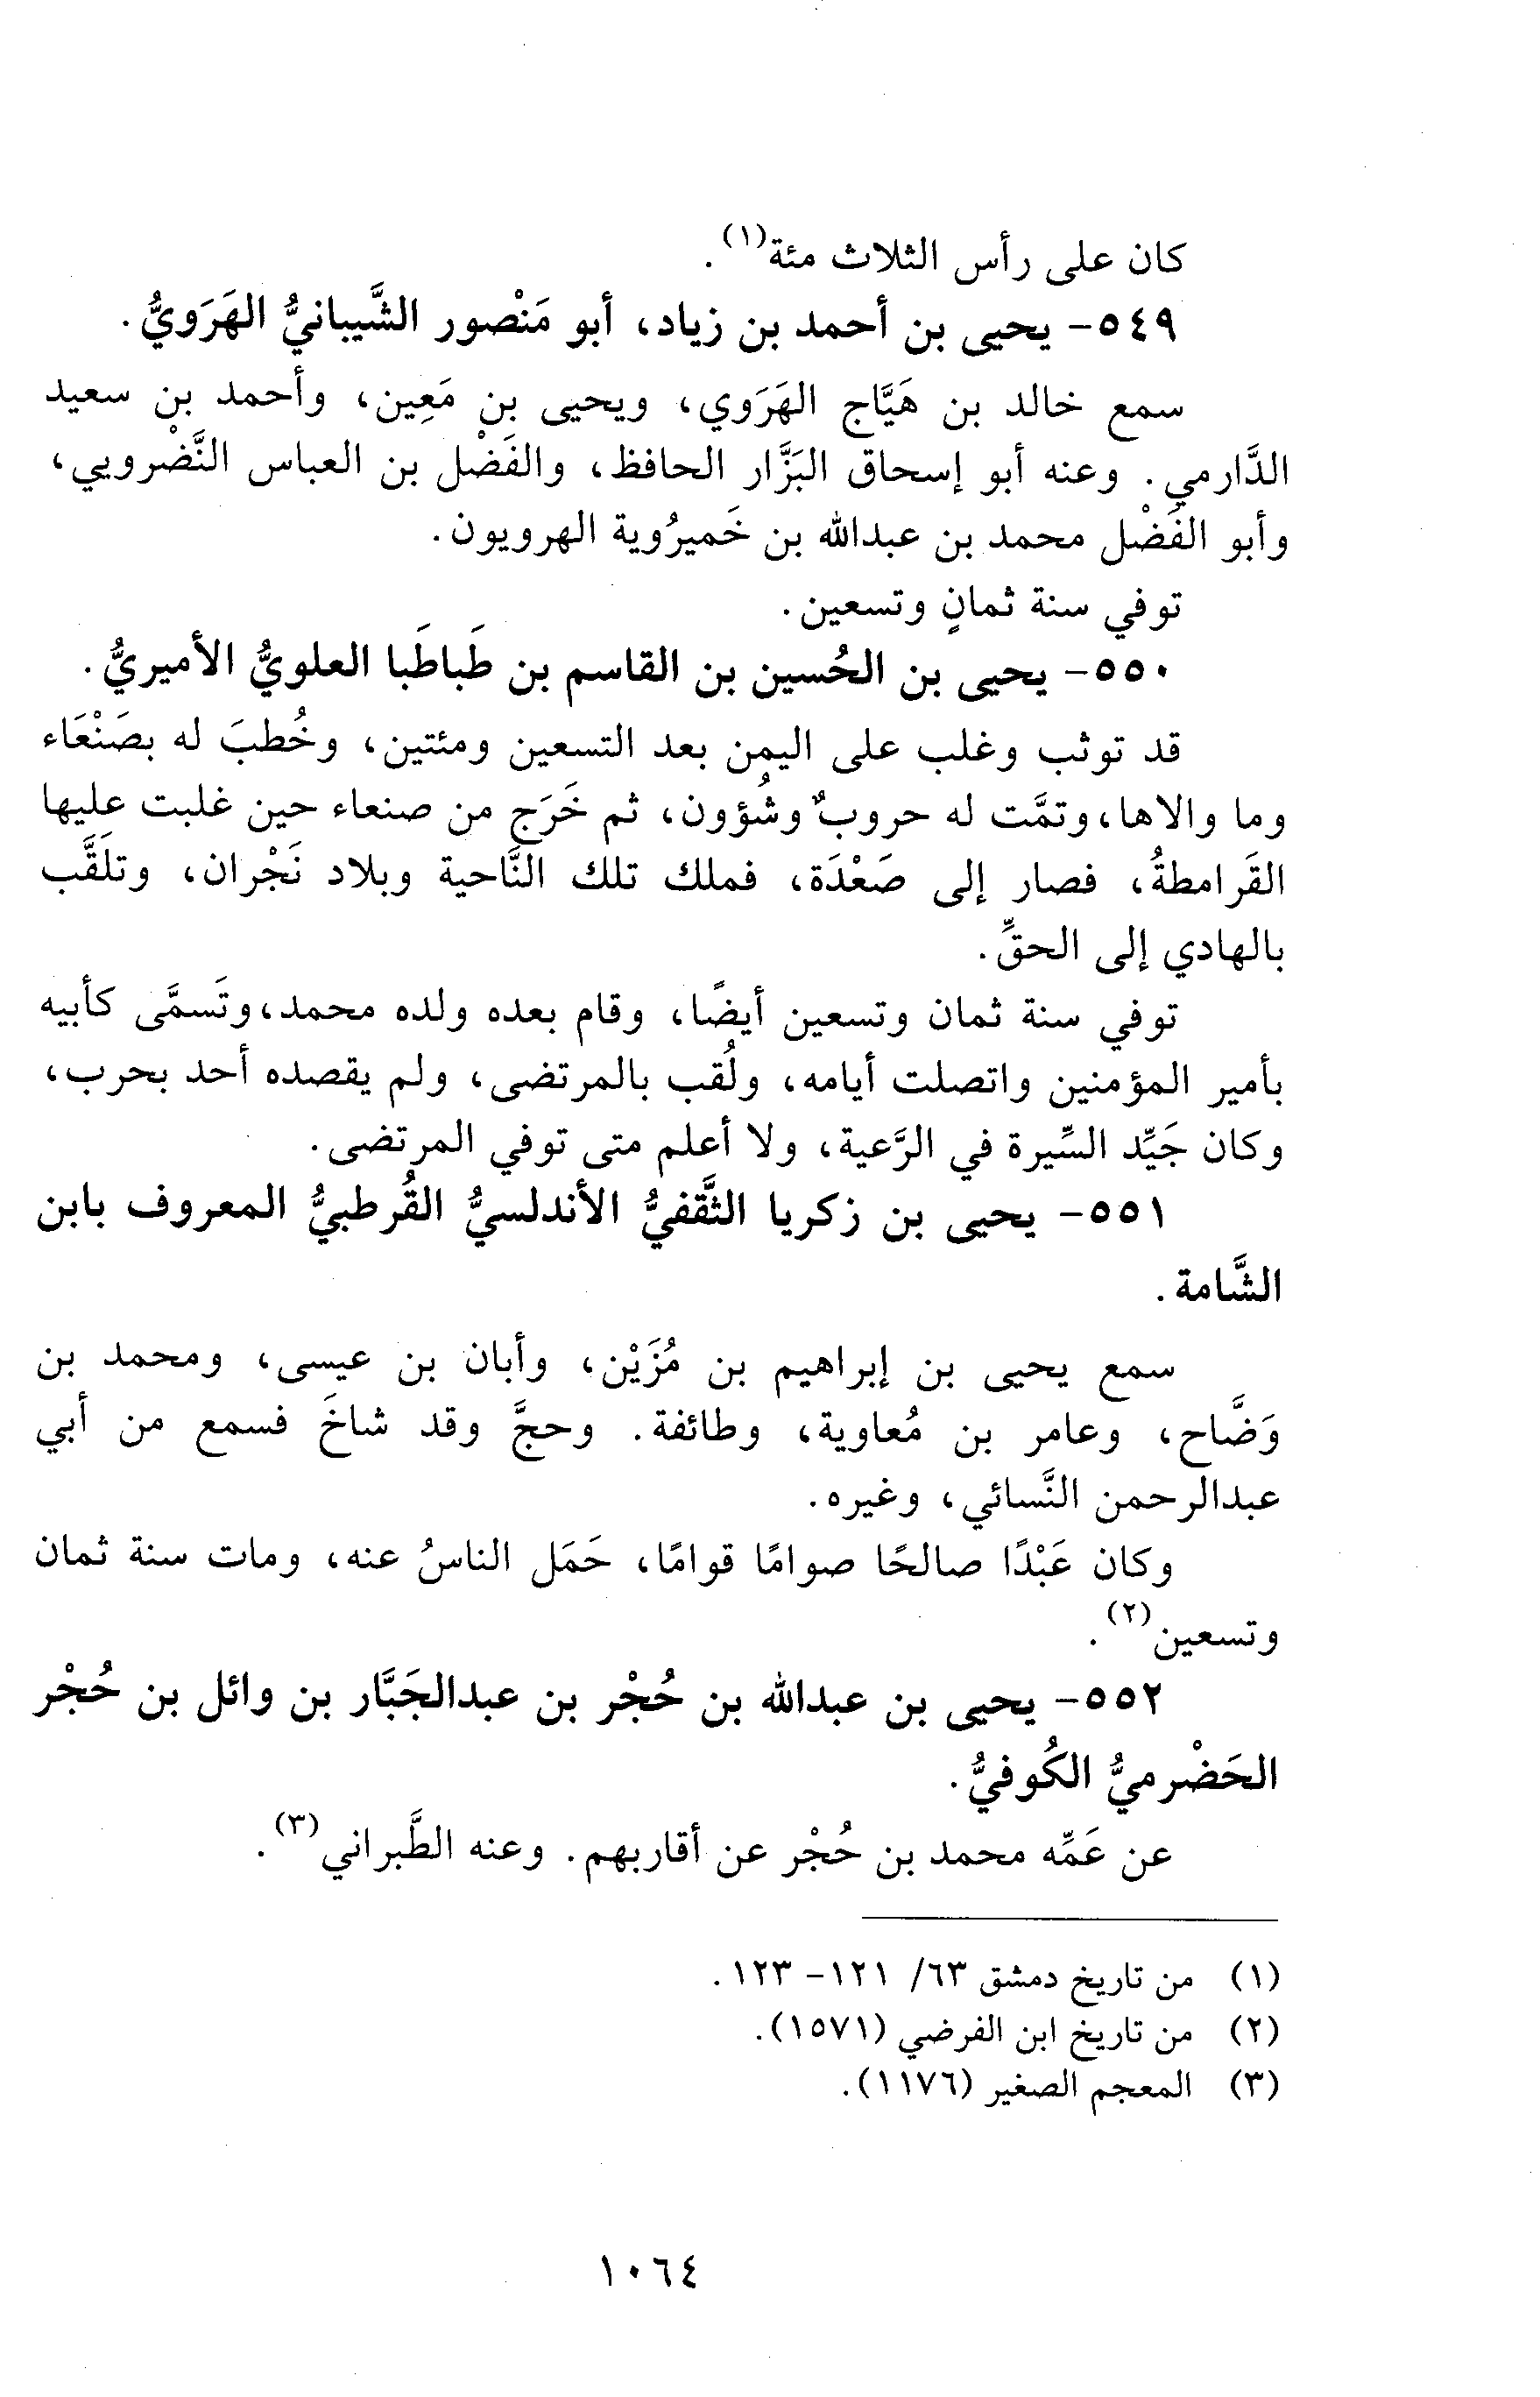 كان على رأس الثلاث مئة(١).
٥٤٩- يحيى بن أحمد بن زياد، أبو مَنْصور الشَّيبانيُّ الهَرَويُّ.
سمع خالد بن هَيَّاج الهَرَوي، ويحيى بن مَعِين، وأحمد بن سعيد
الدَّارمي. وعنه أبو إسحاق البَزَّار الحافظ، والفَضْل بن العباس النَّضْرويي،
وأبو الفَضْل محمد بن عبدالله بن خَميرُوية الهرويون.
توفي سنة ثمانٍ وتسعين.
٥٥٠- يحيى بن الحُسين بن القاسم بن طَباطَبا العلويُّ الأميريُّ.
قد توثب وغلب على اليمن بعد التسعين ومئتين، وخُطبَ له بصَنْعَاء
وما والاها، وتمَّت له حروبٌ وشُؤون، ثم خَرَج من صنعاء حين غلبت عليها
القَرامطةُ، فصار إلى صَعْدَة، فملك تلك النَّاحية وبلاد نَجْران، وتلَقَّب
بالهادي إلى الحقِّ.
توفي سنة ثمان وتسعين أيضًا، وقام بعده ولده محمد، وتَسمَّى كأبيه
بأمير المؤمنين واتصلت أيامه، ولُقب بالمرتضى، ولم يقصده أحد بحرب،
وكان جَيِّد السِّيرة في الرَّعية، ولا أعلم متى توفي المرتضى.
٥٥١- يحيى بن زكريا الثَّقفيُّ الأندلسيُّ القُرطبيُّ المعروف بابن
الشَّامة.
سمع يحيى بن إبراهيم بن مُزَيْن، وأبان بن عيسى، ومحمد بن
وَضَّاح، وعامر بن مُعاوية، وطائفة. وحجَّ وقد شاخَ فسمع من أبي
عبدالرحمن النَّسائي، وغيره.
وكان عَبْدًا صالحًا صوامًا قوامًا، حَمَل الناسُ عنه، ومات سنة ثمان
وتسعين(٢).
٥٥٢- يحيى بن عبدالله بن حُجْر بن عبدالجَبَّار بن وائل بن حُجْر
الحَضْرميُّ الكُوفيُّ.
عن عَمِّه محمد بن حُجْر عن أقاربهم. وعنه الطَّبراني(٣).
(١) من تاريخ دمشق ٦٣/ ١٢١- ١٢٣.
(٢) من تاريخ ابن الفرضي (١٥٧١).
(٣) المعجم الصغير (١١٧٦).
١٠٦٤